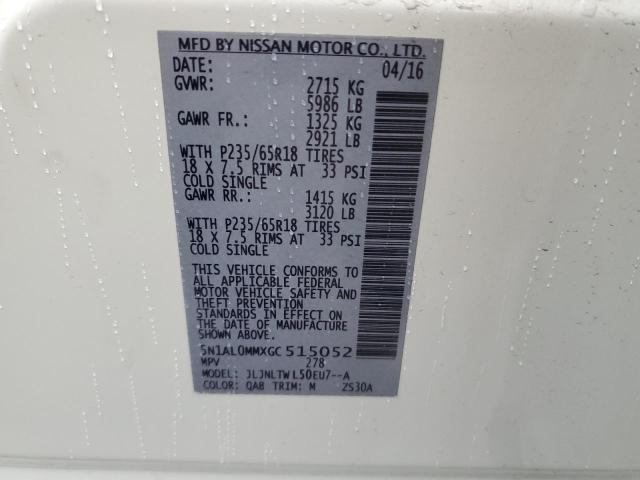 MFD BY NISSAN MOTOR CO., LTD.
DATE: 04/16
GVWR: 2715 KG
5986 LB
GAWR FR.: 1325 KG
2921 LB
WITH P235/65R18 TIRES
18 X 7.5 RIMS AT 33 PSI
COLD SINGLE
GAWR RR.: 1415 KG
3120 LB
WITH P235/65R18 TIRES
18 X 7.5 RIMS AT 33 PSI
COLD SINGLE
THIS VEHICLE CONFORMS TO
ALL APPLICABLE FEDERAL
MOTOR VEHICLE SAFETY AND
THEFT PREVENTION
STANDARDS IN EFFECT ON
THE DATE OF MANUFACTURE
SHOWN ABOVE.
5N1AL0MMXGC515052
MPV 278
MODEL: JLJNLTWL50EU7--A
COLOR: QAB TRIM: M ZS30A